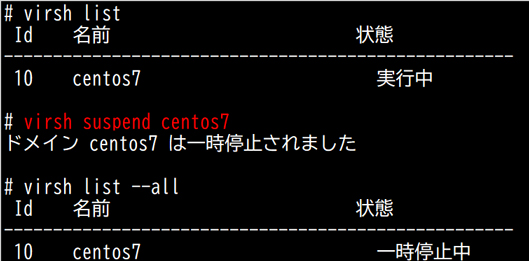 # virsh list
Id 名前 状態
----------------------------------------------------
10 centos7 実行中
# virsh suspend centos7
ドメイン centos7 は一時停止されました
# virsh list --all
Id 名前 状態
----------------------------------------------------
10 centos7 一時停止中